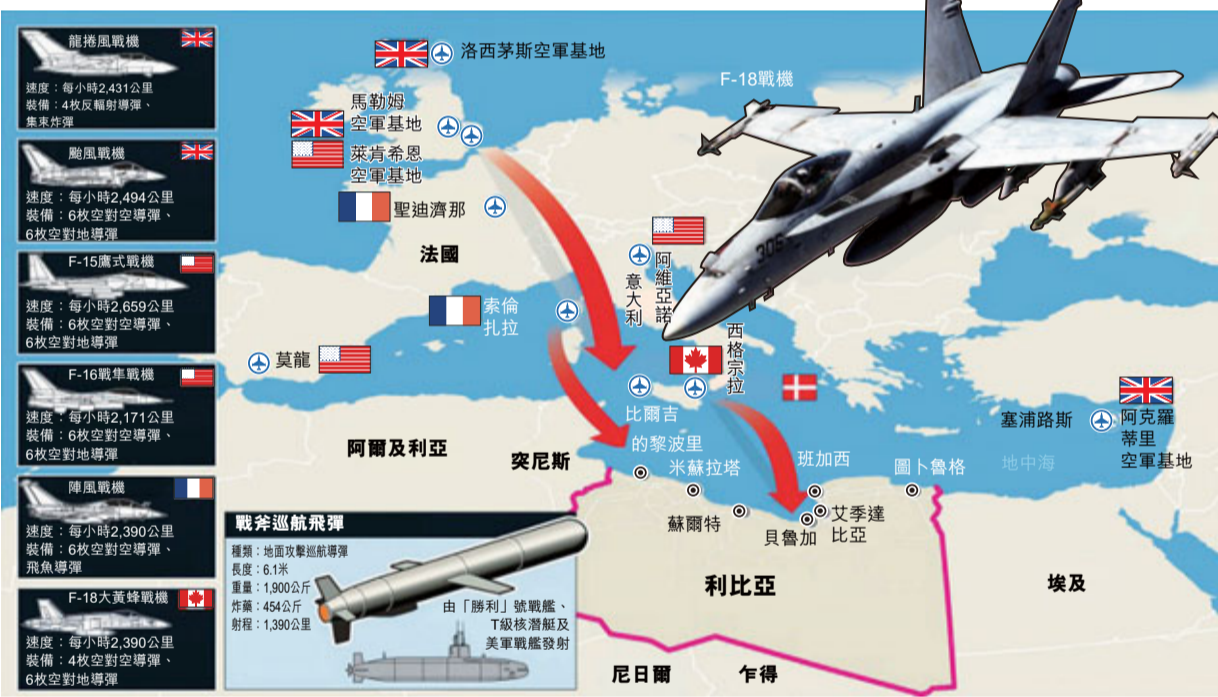 龍捲風戰機
速度：每小時2,431公里
裝備：4枚反輻射導彈、
集束炸彈
颱風戰機
速度：每小時2,494公里
裝備：6枚空對空導彈、
6枚空對地導彈
F-15鷹式戰機
速度：每小時2,659公里
裝備：6枚空對空導彈、
6枚空對地導彈
F-16戰隼戰機
速度：每小時2,171公里
裝備：6枚空對空導彈、
6枚空對地導彈
陣風戰機
速度：每小時2,390公里
裝備：6枚空對空導彈、
飛魚導彈
F-18大黃蜂戰機
速度：每小時2,390公里
裝備：4枚空對空導彈、
6枚空對地導彈
洛西茅斯空軍基地
F-18戰機
306
馬勒姆
空軍基地
萊肯希恩
空軍基地
聖迪濟那
法國
阿維亞諾
意大利
索倫
扎拉
西格宗拉
莫龍
比爾吉
塞浦路斯
阿克羅
蒂里
空軍基地
地中海
阿爾及利亞
突尼斯
的黎波里
米蘇拉塔
班加西
圖卜魯格
蘇爾特
貝魯加
艾季達
比亞
利比亞
埃及
尼日爾
乍得
戰斧巡航飛彈
種類：地面攻擊巡航導彈
長度：6.1米
重量：1,900公斤
炸藥：454公斤
射程：1,390公里
由「勝利」號戰艦、
T級核潛艇及
美軍戰艦發射